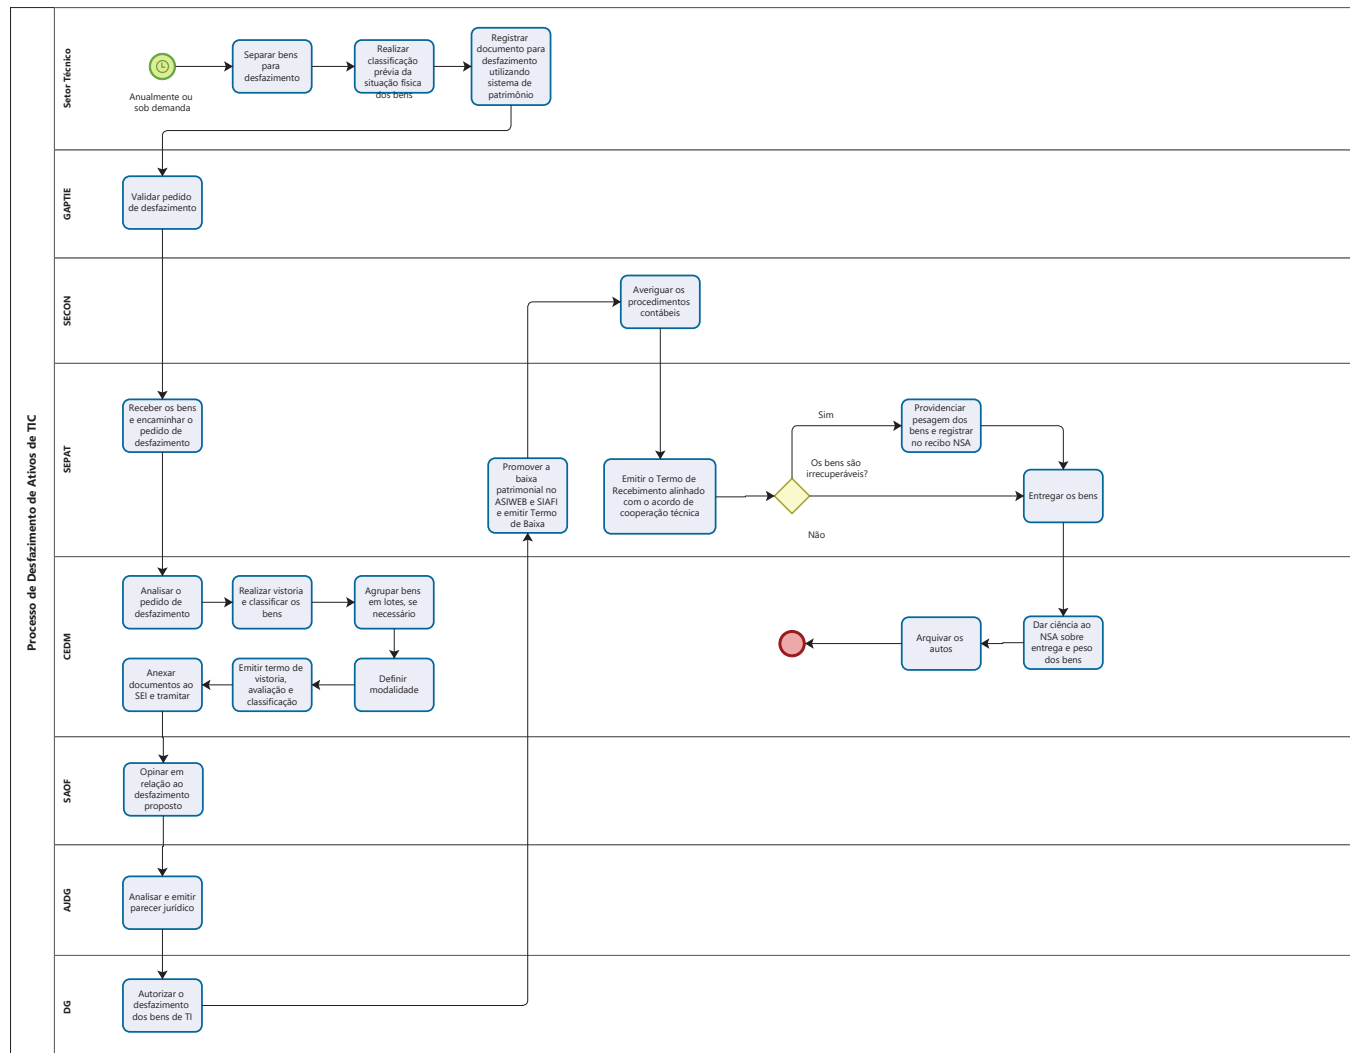 Processo de Desfazimento de Ativos de TIC
Setor Técnico
Anualmente ou
sob demanda
Separar bens
para
desfazimento
Realizar
classificação
prévia da
situação física
dos bens
Registrar
documento para
desfazimento
utilizando
sistema de
patrimônio
GAPTIE
Validar pedido
de desfazimento
SECON
Averiguar os
procedimentos
contábeis
SEPAT
Receber os bens
e encaminhar o
pedido de
desfazimento
Promover a
baixa
patrimonial no
ASIWEB e SIAFI
e emitir Termo
de Baixa
Emitir o Termo de
Recebimento alinhado
com o acordo de
cooperação técnica
Os bens são
irrecuperáveis?
Sim
Não
Providenciar
pesagem dos
bens e registrar
no recibo NSA
Entregar os bens
CEDM
Analisar o
pedido de
desfazimento
Realizar vistoria
e classificar os
bens
Agrupar bens
em lotes, se
necessário
Definir
modalidade
Emitir termo de
vistoria,
avaliação e
classificação
Anexar
documentos ao
SEI e tramitar
Dar ciência ao
NSA sobre
entrega e peso
dos bens
Arquivar os
autos
SAOF
Opinar em
relação ao
desfazimento
proposto
AJDG
Analisar e emitir
parecer jurídico
DG
Autorizar o
desfazimento
dos bens de TI